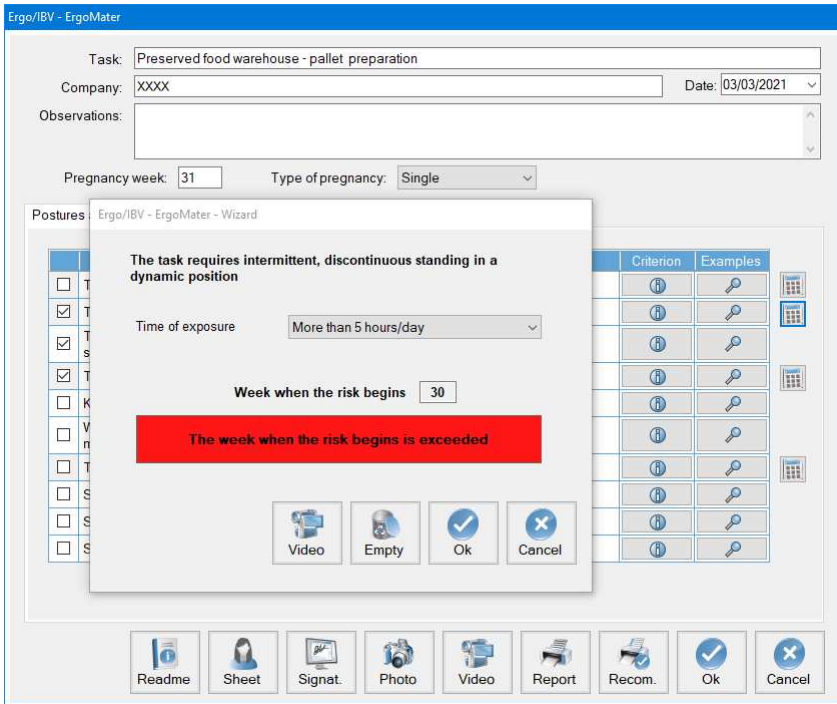 Ergo/IBV - ErgoMater
Task: Preserved food warehouse - pallet preparation
Company: XXXX Date: 03/03/2021
Observations:
Pregnancy week: 31 Type of pregnancy: Single
Postures
Ergo/IBV - ErgoMater - Wizard
The task requires intermittent, discontinuous standing in a
dynamic position
Time of exposure More than 5 hours/day
Week when the risk begins 30
The week when the risk begins is exceeded
Video Empty Ok Cancel
Criterion Examples
T
T
T
s
T
K
W
m
T
S
S
S
Readme Sheet Signat. Photo Video Report Recom. Ok Cancel